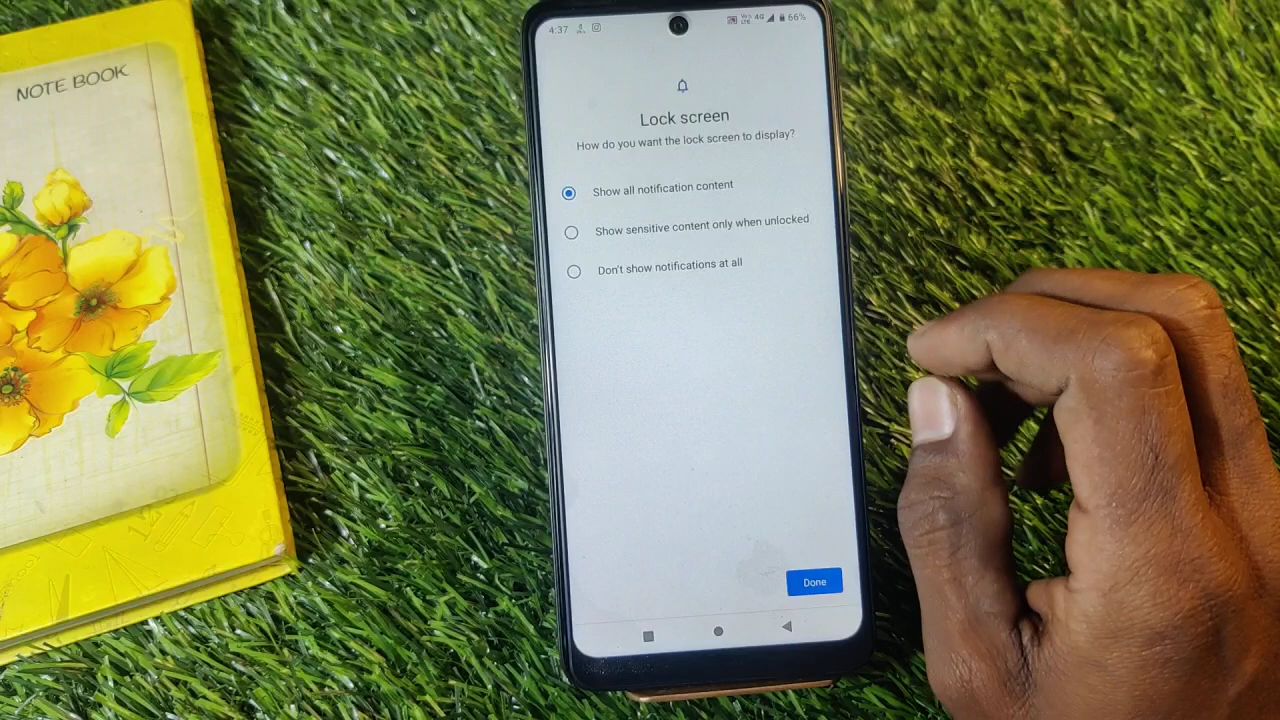 NOTE BOOK
4:37
4G 66%
Lock screen
How do you want the lock screen to display?
Show all notification content
Show sensitive content only when unlocked
Don't show notifications at all
Done